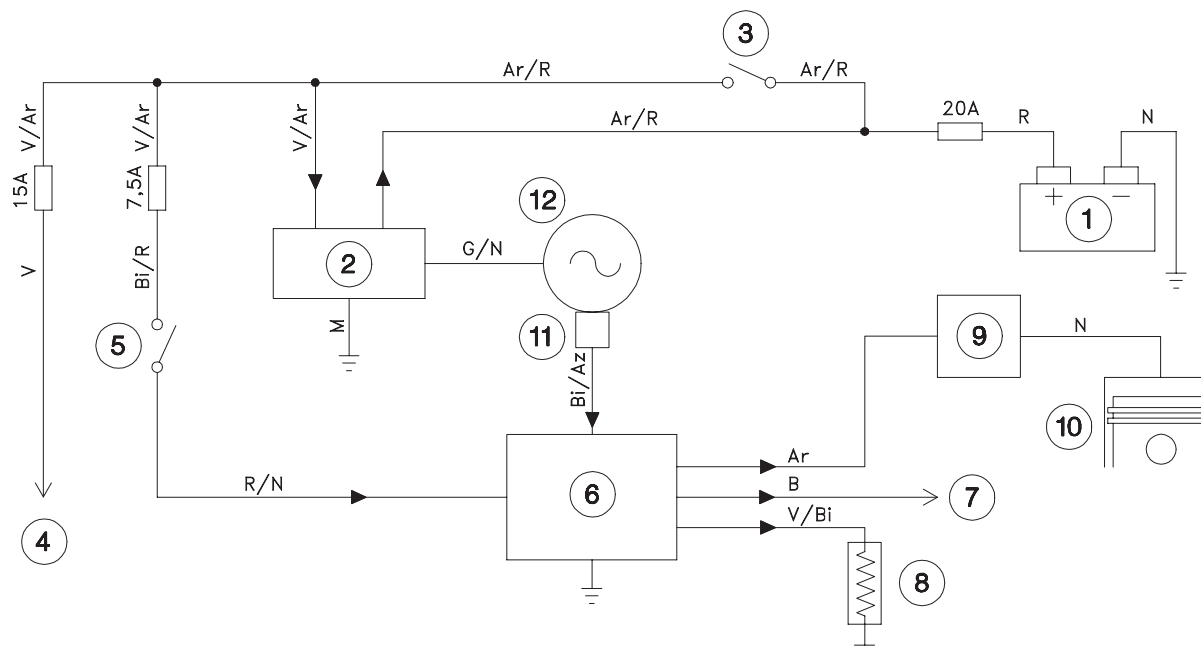 3
Ar/R
Ar/R
V/Ar
V/Ar
V/Ar
Ar/R
20A
R
N
15A
7,5A
12
+
−
1
2
G/N
V
Bi/R
M
11
9
N
5
Bi/Az
10
Ar
R/N
6
B
7
V/Bi
4
8